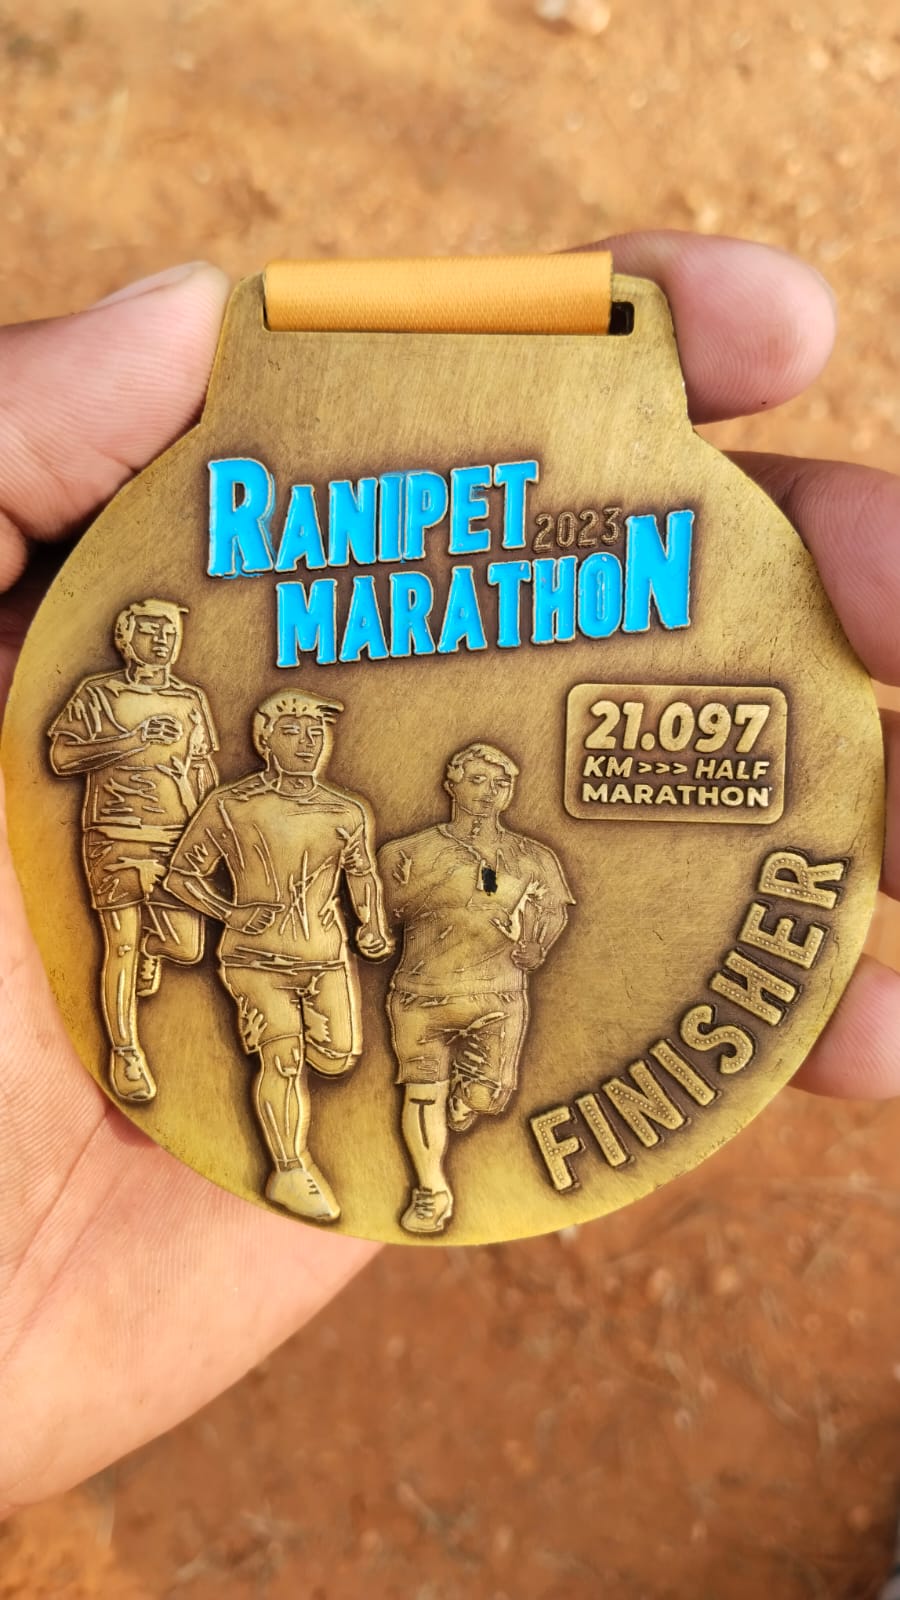 RANIPET
2023
MARATHON
21.097
KM >>> HALF
MARATHON
FINISHER